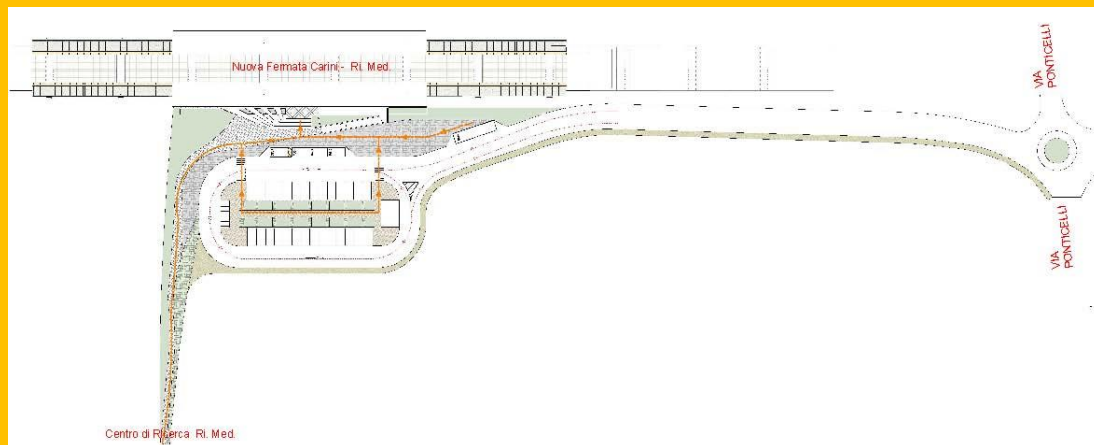 Nuova Fermata Carini - Ri. Med.
VIA
PONTICELLI
VIA
PONTICELLI
Centro di Ricerca Ri. Med.